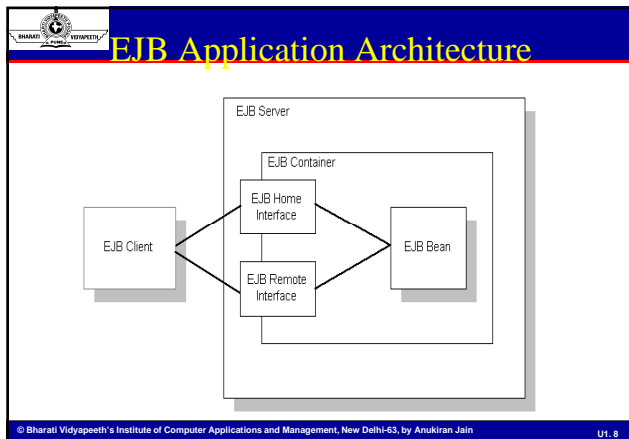 BHARATI VIDYAPEETH
PUNE
EJB Application Architecture
EJB Server
EJB Container
EJB Home
Interface
EJB Client
EJB Bean
EJB Remote
Interface
© Bharati Vidyapeeth's Institute of Computer Applications and Management, New Delhi-63, by Anukiran Jain
U1. 8